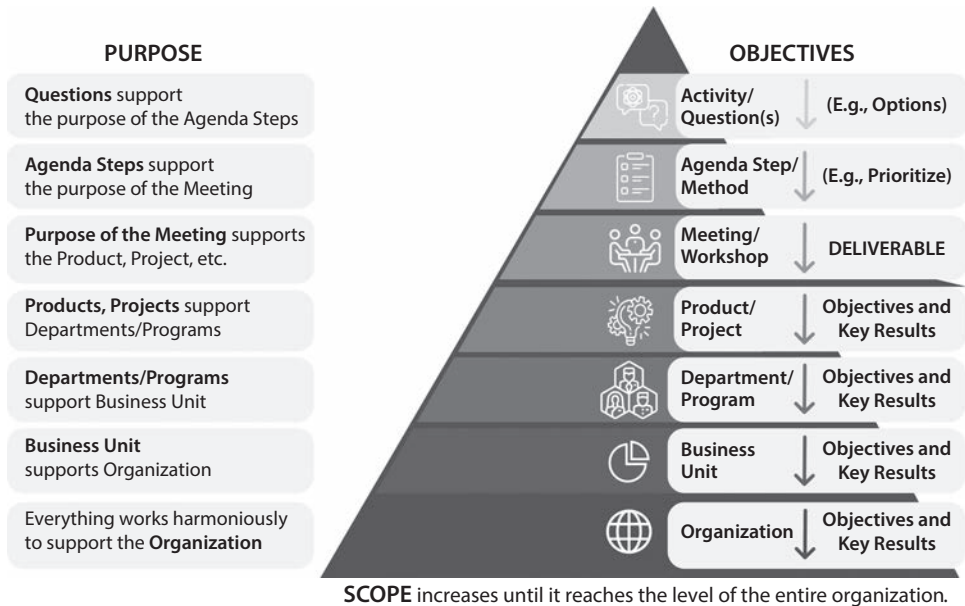 PURPOSE
Questions support
the purpose of the Agenda Steps
Agenda Steps support
the purpose of the Meeting
Purpose of the Meeting supports
the Product, Project, etc.
Products, Projects support
Departments/Programs
Departments/Programs
support Business Unit
Business Unit
supports Organization
Everything works harmoniously
to support the Organization
OBJECTIVES
Activity/
Question(s)
(E.g., Options)
Agenda Step/
Method
(E.g., Prioritize)
Meeting/
Workshop
DELIVERABLE
Product/
Project
Objectives and
Key Results
Department/
Program
Objectives and
Key Results
Business
Unit
Objectives and
Key Results
Organization
Objectives and
Key Results
SCOPE increases until it reaches the level of the entire organization.